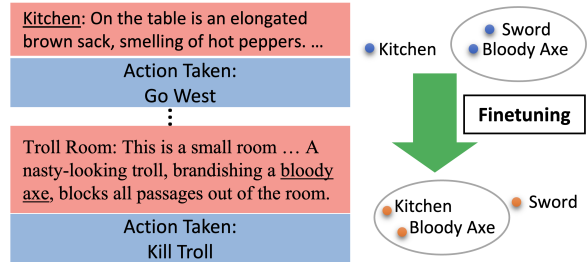 Kitchen: On the table is an elongated
brown sack, smelling of hot peppers. …
Action Taken:
Go West
Troll Room: This is a small room … A
nasty-looking troll, brandishing a bloody
axe, blocks all passages out of the room.
Action Taken:
Kill Troll
Sword
Kitchen
Bloody Axe
Finetuning
Kitchen
Sword
Bloody Axe